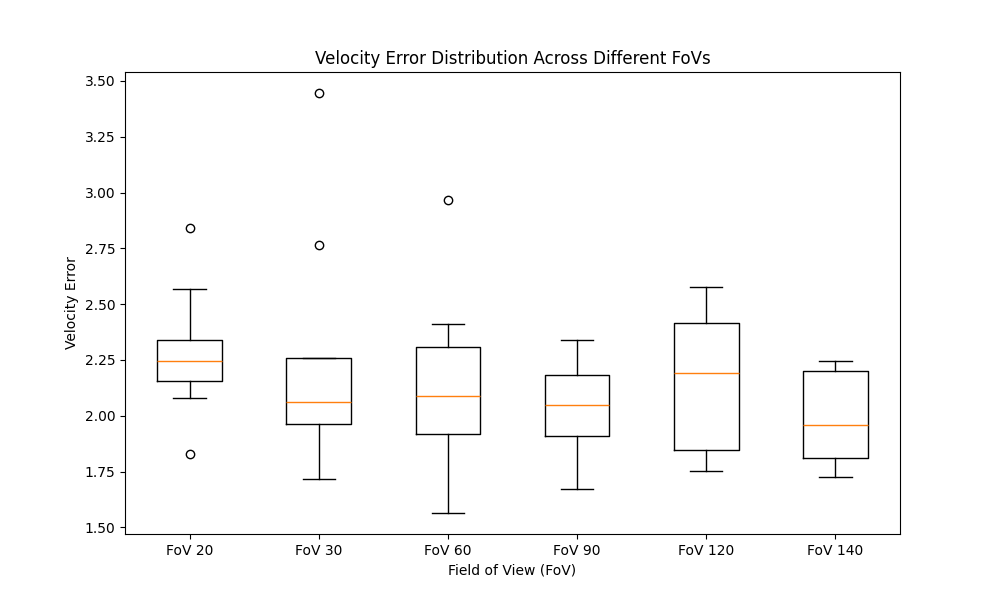 Velocity Error Distribution Across Different FoVs
3.50
3.25
3.00
2.75
2.50
2.25
2.00
1.75
1.50
Velocity Error
FoV 20 FoV 30 FoV 60 FoV 90 FoV 120 FoV 140
Field of View (FoV)